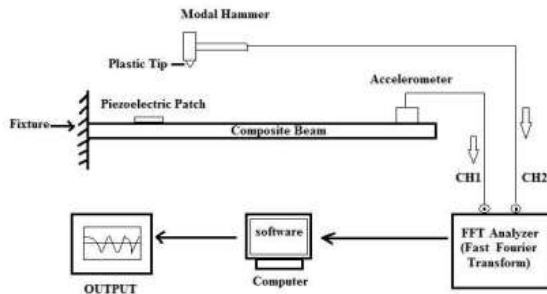 Modal Hammer
Plastic Tip
Accelerometer
Piezoelectric Patch
Fixture
Composite Beam
CH1
CH2
software
FFT Analyzer
(Fast Fourier
Transform)
OUTPUT
Computer